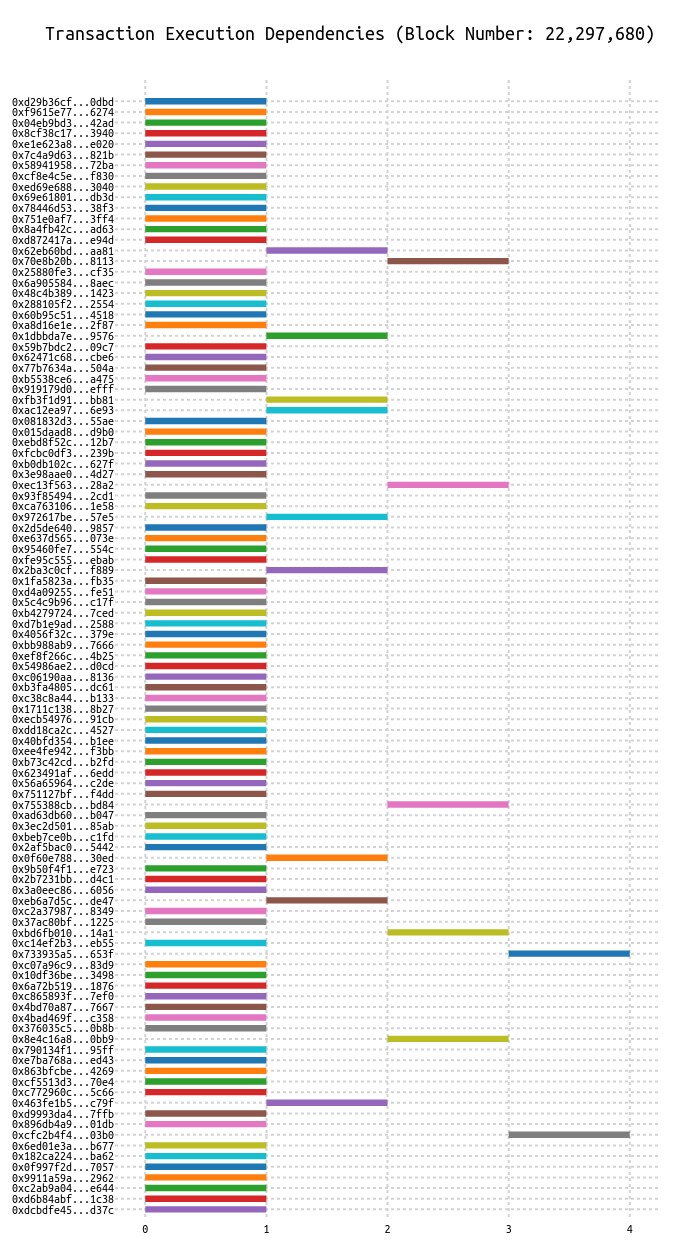 Transaction Execution Dependencies (Block Number: 22,297,680)
0xd29b36cf...0dbd
0xf9615e77...6274
0x04eb9bd3...42ad
0x8cf38c17...3940
0xe1e623a8...e020
0x7c4a9d63...821b
0x58941958...72ba
0xcf8e4c5e...f830
0xed69e688...3040
0x69e61801...db3d
0x78446d53...38f3
0x751e0af7...3ff4
0x8a4fb42c...ad63
0xd872417a...e94d
0x62eb60bd...aa81
0x70e8b20b...8113
0x25880fe3...cf35
0x6a905584...8aec
0x48c4b389...1423
0x288105f2...2554
0x60b95c51...4518
0xa8d16e1e...2f87
0x1dbbda7e...9576
0x59b7bdc2...09c7
0x62471c68...cbe6
0x77b7634a...504a
0xb5538ce6...a475
0x919179d0...efff
0xfb3f1d91...bb81
0xac12ea97...6e93
0x081832d3...55ae
0x015daad8...d9b0
0xebd8f52c...12b7
0xfcbc0df3...239b
0xb0db102c...627f
0x3e98aae0...4d27
0xec13f563...28a2
0x93f85494...2cd1
0xca763106...1e58
0x972617be...57e5
0x2d5de640...9857
0xe637d565...073e
0x95460fe7...554c
0xfe95c555...ebab
0x2ba3c0cf...f889
0x1fa5823a...fb35
0xd4a09255...fe51
0x5c4c9b96...c17f
0xb4279724...7ced
0xd7b1e9ad...2588
0x4056f32c...379e
0xbb988ab9...7666
0xef8f266c...4b25
0x54986ae2...d0cd
0xc06190aa...8136
0xb3fa4805...dc61
0xc38c8a44...b133
0x1711c138...8b27
0xecb54976...91cb
0xdd18ca2c...4527
0x40bfd354...b1ee
0xee4fe942...f3bb
0xb73c42cd...b2fd
0x623491af...6edd
0x56a65964...c2de
0x751127bf...f4dd
0x755388cb...bd84
0xad63db60...b047
0x3ec2d501...85ab
0xbeb7ce0b...c1fd
0x2af5bac0...5442
0x0f60e788...30ed
0x9b50f4f1...e723
0x2b7231bb...d4c1
0x3a0eec86...6056
0xeb6a7d5c...de47
0xc2a37987...8349
0x37ac80bf...1225
0xbd6fb010...14a1
0xc14ef2b3...eb55
0x733935a5...653f
0xc07a96c9...83d9
0x10df36be...3498
0x6a72b519...1876
0xc865893f...7ef0
0x4bd70a87...7667
0x4bad469f...c358
0x376035c5...0b8b
0x8e4c16a8...0bb9
0x790134f1...95ff
0xe7ba768a...ed43
0x863bfcbe...4269
0xcf5513d3...70e4
0xc772960c...5c66
0x463fe1b5...c79f
0xd9993da4...7ffb
0x896db4a9...01db
0xcfc2b4f4...03b0
0x6ed01e3a...b677
0x182ca224...ba62
0x0f997f2d...7057
0x9911a59a...2962
0xc2ab9a04...e644
0xd6b84abf...1c38
0xdcbdfe45...d37c
0 1 2 3 4